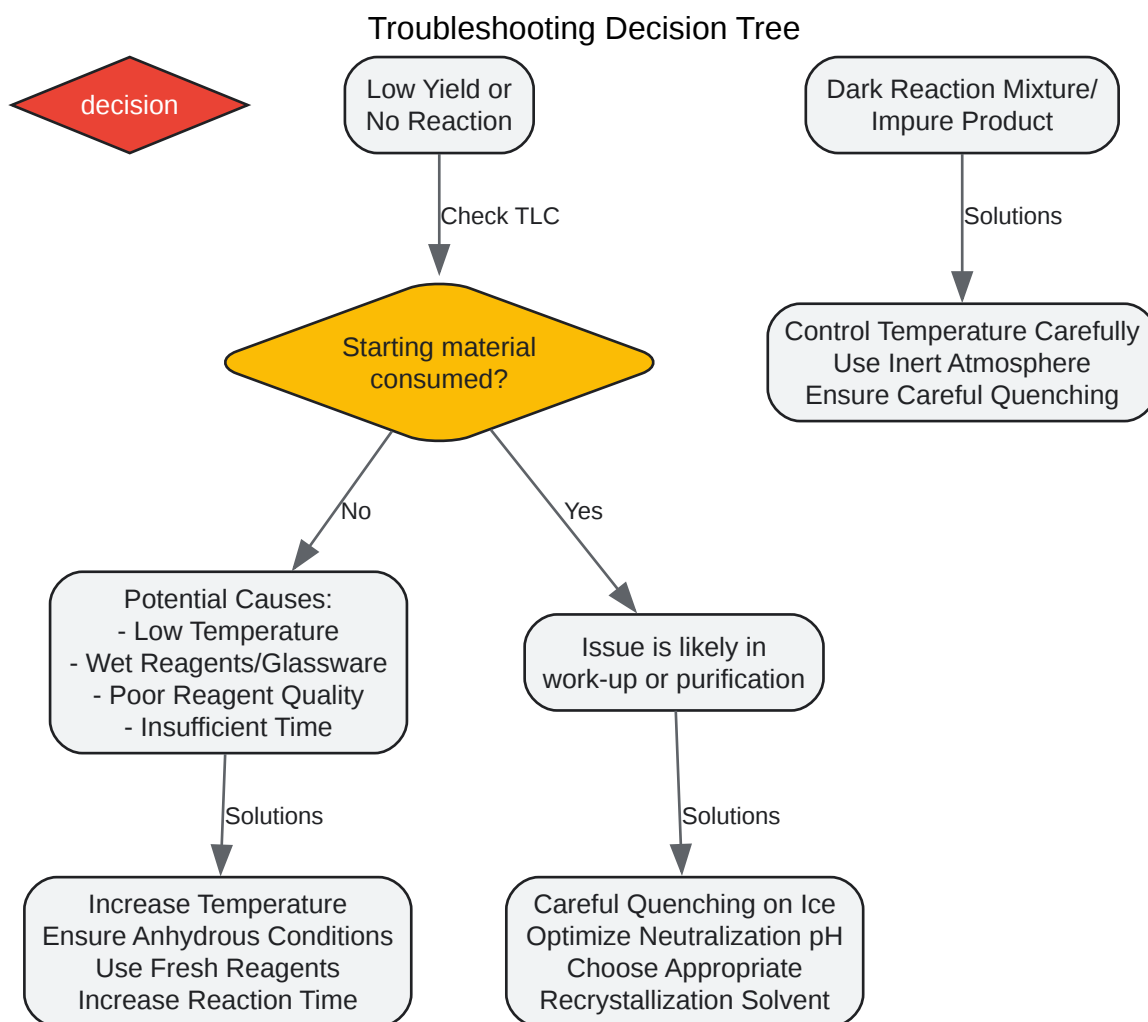 Troubleshooting Decision Tree
decision
Low Yield or
No Reaction
Dark Reaction Mixture/
Impure Product
Check TLC
Solutions
Starting material
consumed?
Control Temperature Carefully
Use Inert Atmosphere
Ensure Careful Quenching
No
Yes
Potential Causes:
- Low Temperature
- Wet Reagents/Glassware
- Poor Reagent Quality
- Insufficient Time
Issue is likely in
work-up or purification
Solutions
Solutions
Increase Temperature
Ensure Anhydrous Conditions
Use Fresh Reagents
Increase Reaction Time
Careful Quenching on Ice
Optimize Neutralization pH
Choose Appropriate
Recrystallization Solvent